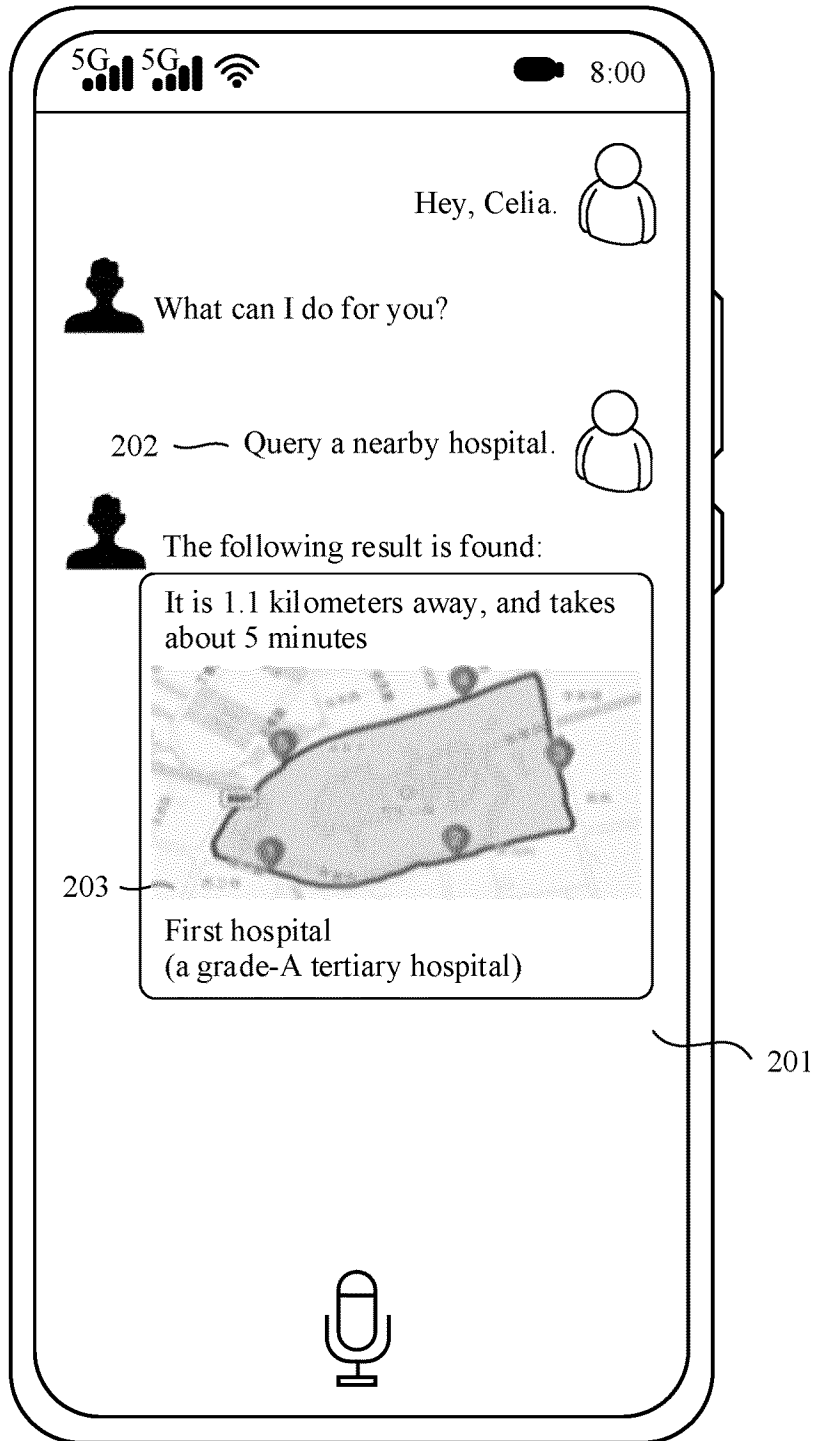 5G 5G 8:00
Hey, Celia.
What can I do for you?
202 Query a nearby hospital.
The following result is found:
It is 1.1 kilometers away, and takes
about 5 minutes
203
First hospital
(a grade-A tertiary hospital)
201